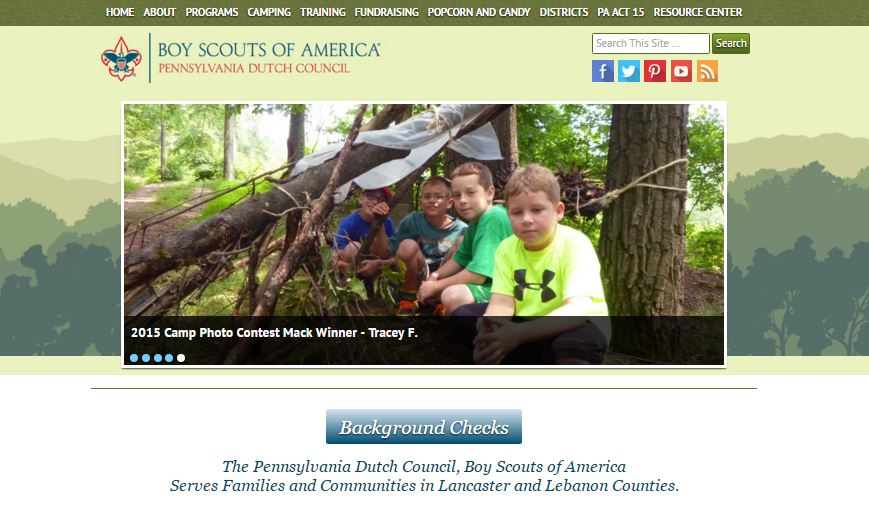 HOME ABOUT PROGRAMS CAMPING TRAINING FUNDRAISING POPCORN AND CANDY DISTRICTS PA ACT 15 RESOURCE CENTER
BOY SCOUTS OF AMERICA®
PENNSYLVANIA DUTCH COUNCIL
Search This Site ... Search
2015 Camp Photo Contest Mack Winner - Tracey F.
Background Checks
The Pennsylvania Dutch Council, Boy Scouts of America
Serves Families and Communities in Lancaster and Lebanon Counties.